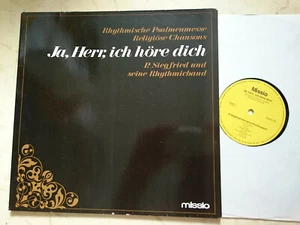 Rhythmische Psalmenmesse
Religiöse Chansons
Ja, Herr, ich höre dich
P. Siegfried und
seine Rhythmicband
missio
Missio